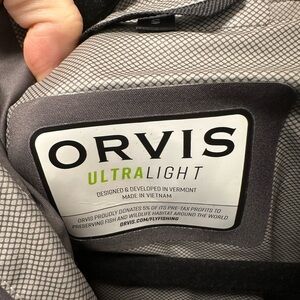 ORVIS
ULTRALIGHT
DESIGNED & DEVELOPED IN VERMONT
MADE IN VIETNAM
ORVIS PROUDLY DONATES 5% OF ITS PRE-TAX PROFITS TO
PRESERVING FISH AND WILDLIFE HABITAT AROUND THE WORLD
ORVIS.COM/FLYFISHING